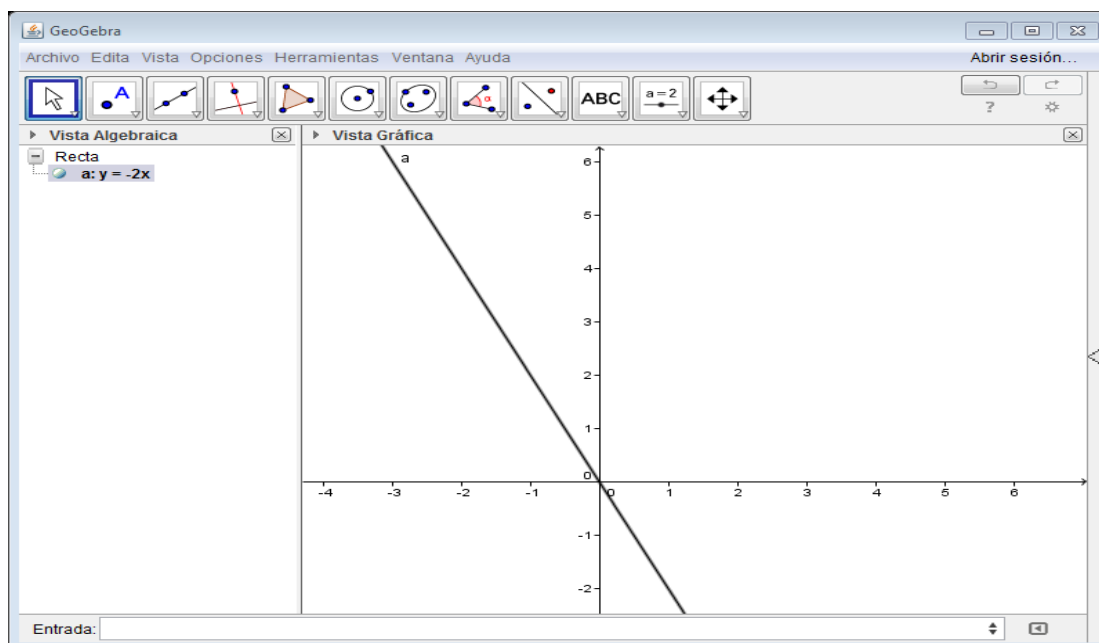 GeoGebra
Archivo Edita Vista Opciones Herramientas Ventana Ayuda
Abrir sesión...
A
α
ABC
a = 2
?
Vista Algebraica
Vista Gráfica
Recta
a: y = -2x
a
6
5
4
3
2
1
0
-4 -3 -2 -1 0 1 2 3 4 5 6
-1
-2
Entrada: